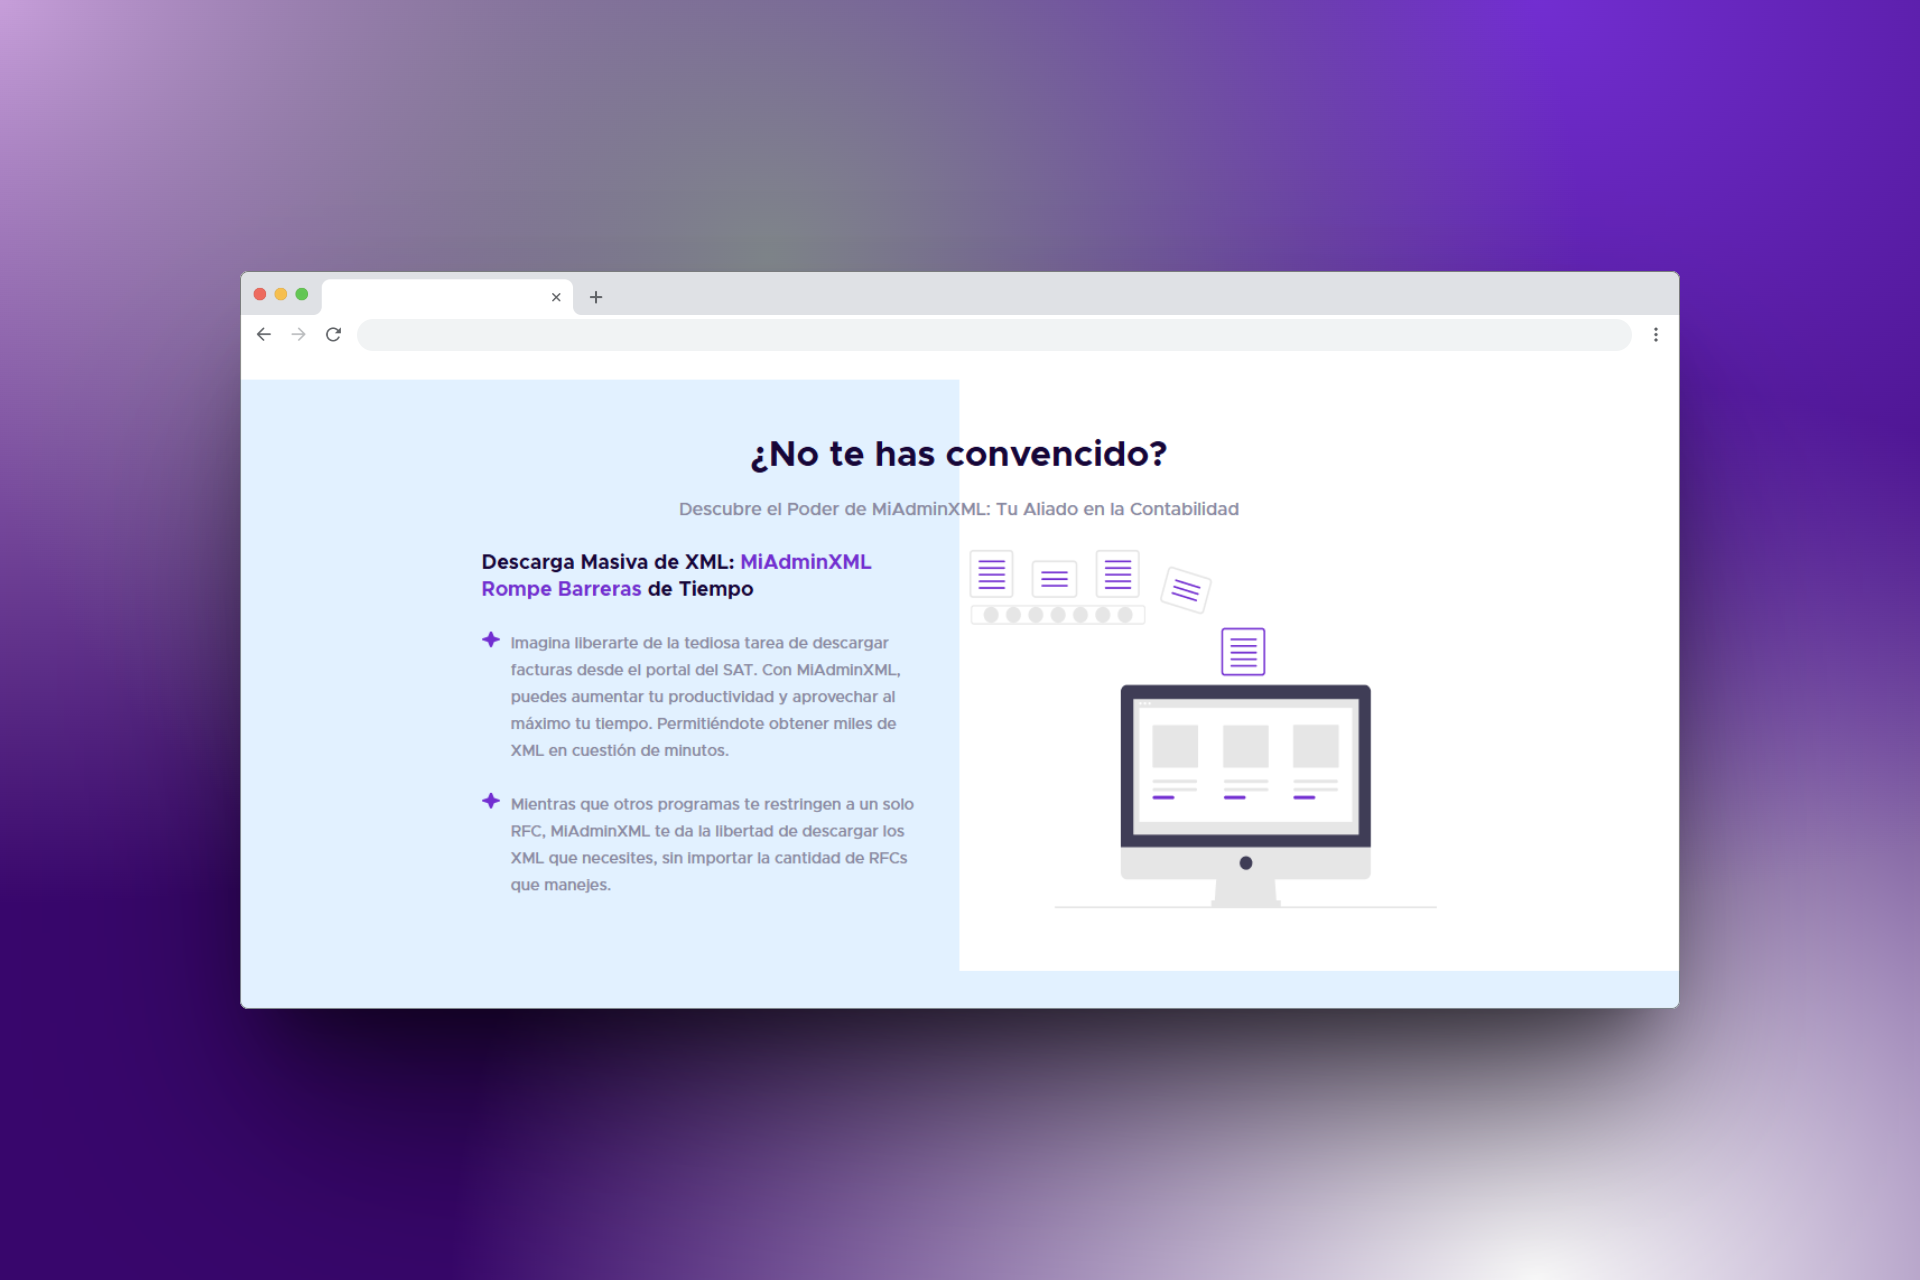 ¿No te has convencido?
Descubre el Poder de MiAdminXML: Tu Aliado en la Contabilidad
Descarga Masiva de XML: MiAdminXML
Rompe Barreras de Tiempo
Imagina liberarte de la tediosa tarea de descargar
facturas desde el portal del SAT. Con MiAdminXML,
puedes aumentar tu productividad y aprovechar al
máximo tu tiempo. Permitiéndote obtener miles de
XML en cuestión de minutos.
Mientras que otros programas te restringen a un solo
RFC, MiAdminXML te da la libertad de descargar los
XML que necesites, sin importar la cantidad de RFCs
que manejes.